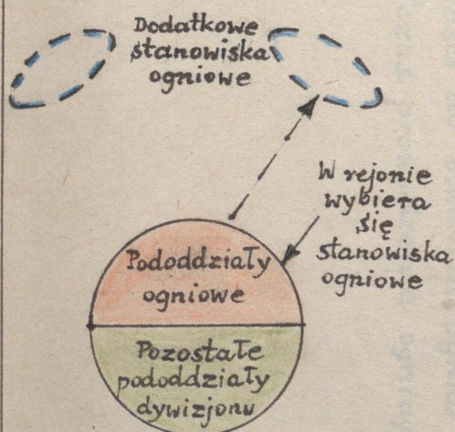 Dodatkowe
stanowiska
ogniowe
W rejonie
wybiera
się
stanowiska
ogniowe
Pododdziały
ogniowe
Pozostałe
pododdziały
dywizjonu